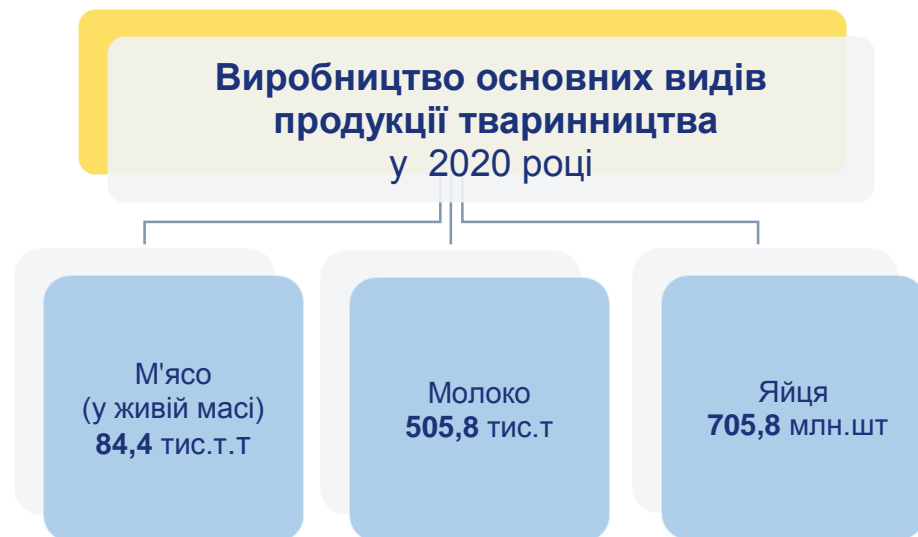 Виробництво основних видів
продукції тваринництва
у 2020 році
М'ясо
(у живій масі)
84,4 тис.т.т
Молоко
505,8 тис.т
Яйця
705,8 млн.шт